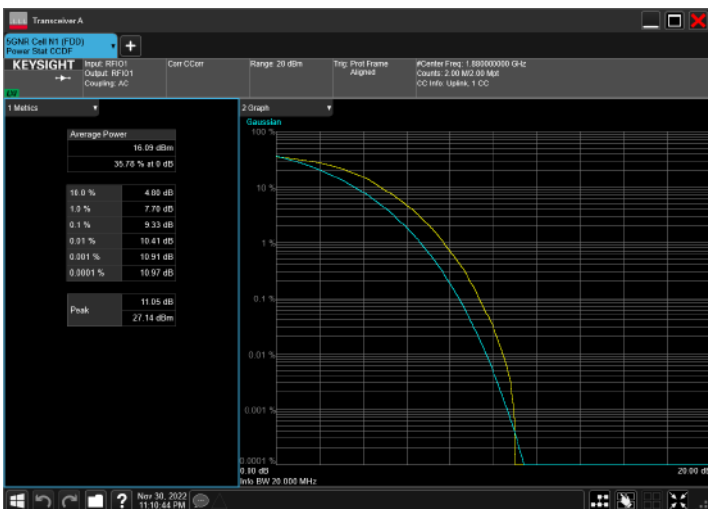 Transceiver A
5GNR Cell N1 (FDD)
Power Stat CCDF
KEYSIGHT
Input: RFIO1
Output: RFIO1
Coupling: AC
Corr CCorr
Range: 20 dBm
Trig: Prot Frame
Aligned
#Center Freq: 1.880000000 GHz
Counts: 2.00 M/2.00 Mpt
CC Info: Uplink, 1 CC
1 Metrics
Average Power
16.09 dBm
35.78 % at 0 dB
10.0 % 4.80 dB
1.0 % 7.70 dB
0.1 % 9.33 dB
0.01 % 10.41 dB
0.001 % 10.91 dB
0.0001 % 10.97 dB
Peak
11.05 dB
27.14 dBm
2 Graph
Gaussian
100 %
10 %
1 %
0.1 %
0.01 %
0.001 %
0.0001 %
0.00 dB
20.00 dB
Info BW 20.000 MHz
Nov 30, 2022
11:10:44 PM